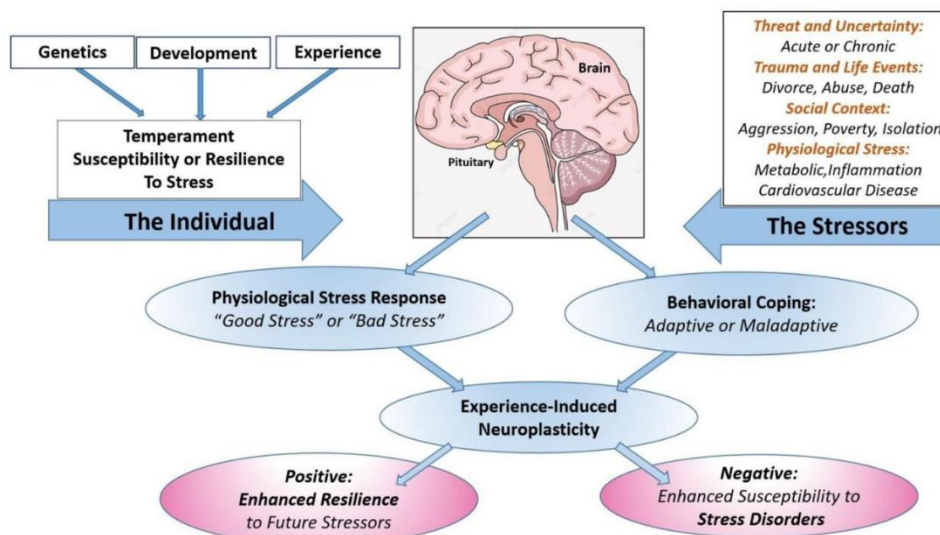 Genetics
Development
Experience
Temperament
Susceptibility or Resilience
To Stress
The Individual
Brain
Pituitary
Threat and Uncertainty:
Acute or Chronic
Trauma and Life Events:
Divorce, Abuse, Death
Social Context:
Aggression, Poverty, Isolation
Physiological Stress:
Metabolic,Inflammation
Cardiovascular Disease
The Stressors
Physiological Stress Response
“Good Stress” or “Bad Stress”
Behavioral Coping:
Adaptive or Maladaptive
Experience-Induced
Neuroplasticity
Positive:
Enhanced Resilience
to Future Stressors
Negative:
Enhanced Susceptibility to
Stress Disorders